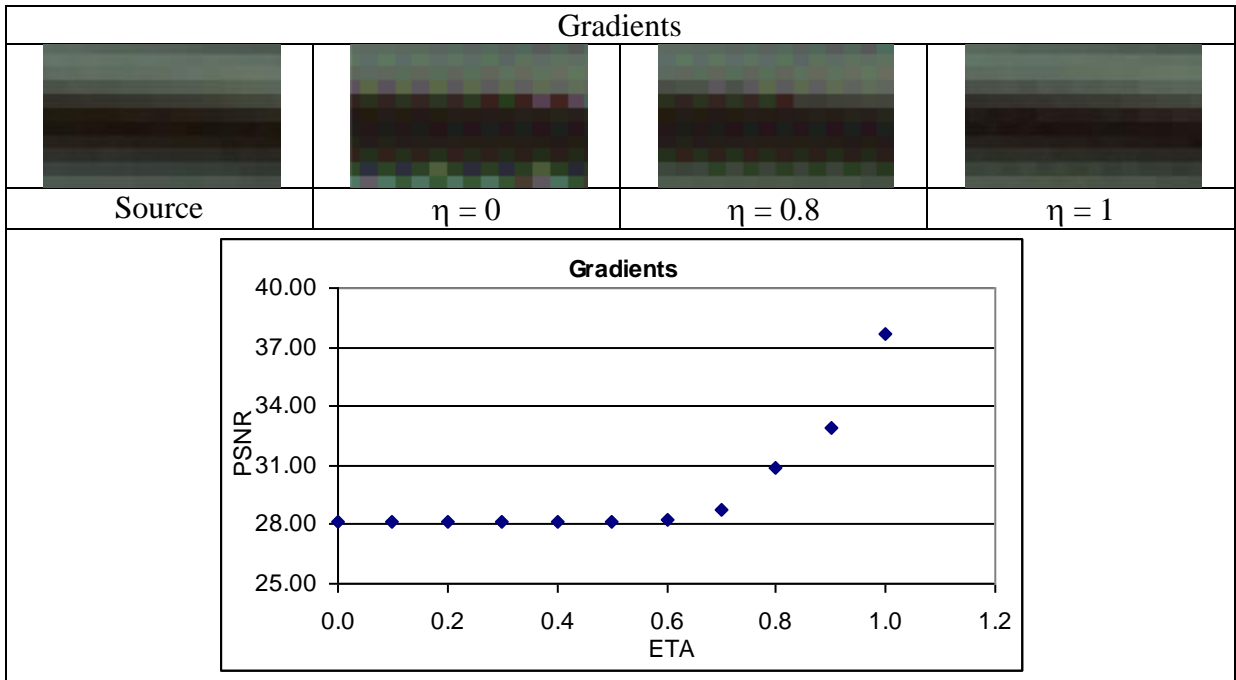 Gradients
Source
η = 0
η = 0.8
η = 1
Gradients
40.00
37.00
34.00
31.00
28.00
25.00
PSNR
0.0 0.2 0.4 0.6 0.8 1.0 1.2
ETA